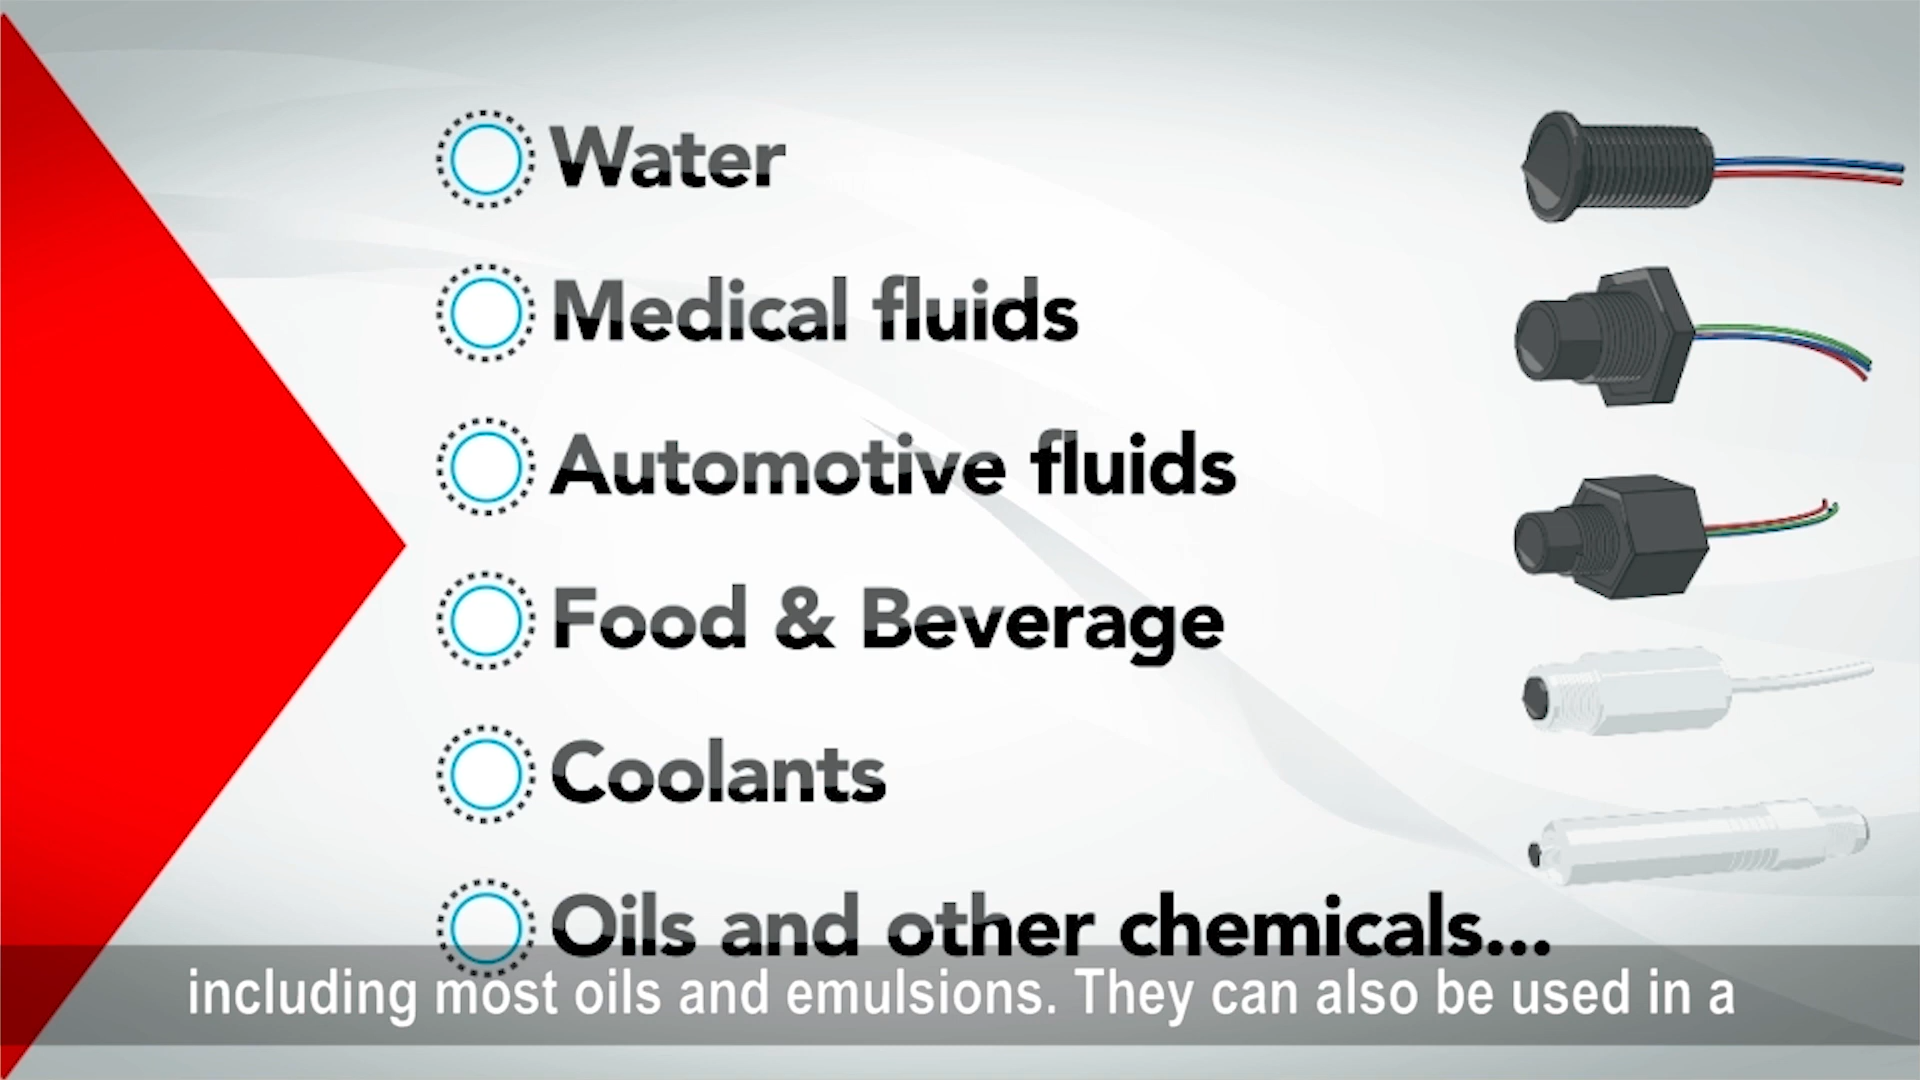 Water
Medical fluids
Automotive fluids
Food & Beverage
Coolants
Oils and other chemicals...
including most oils and emulsions. They can also be used in a